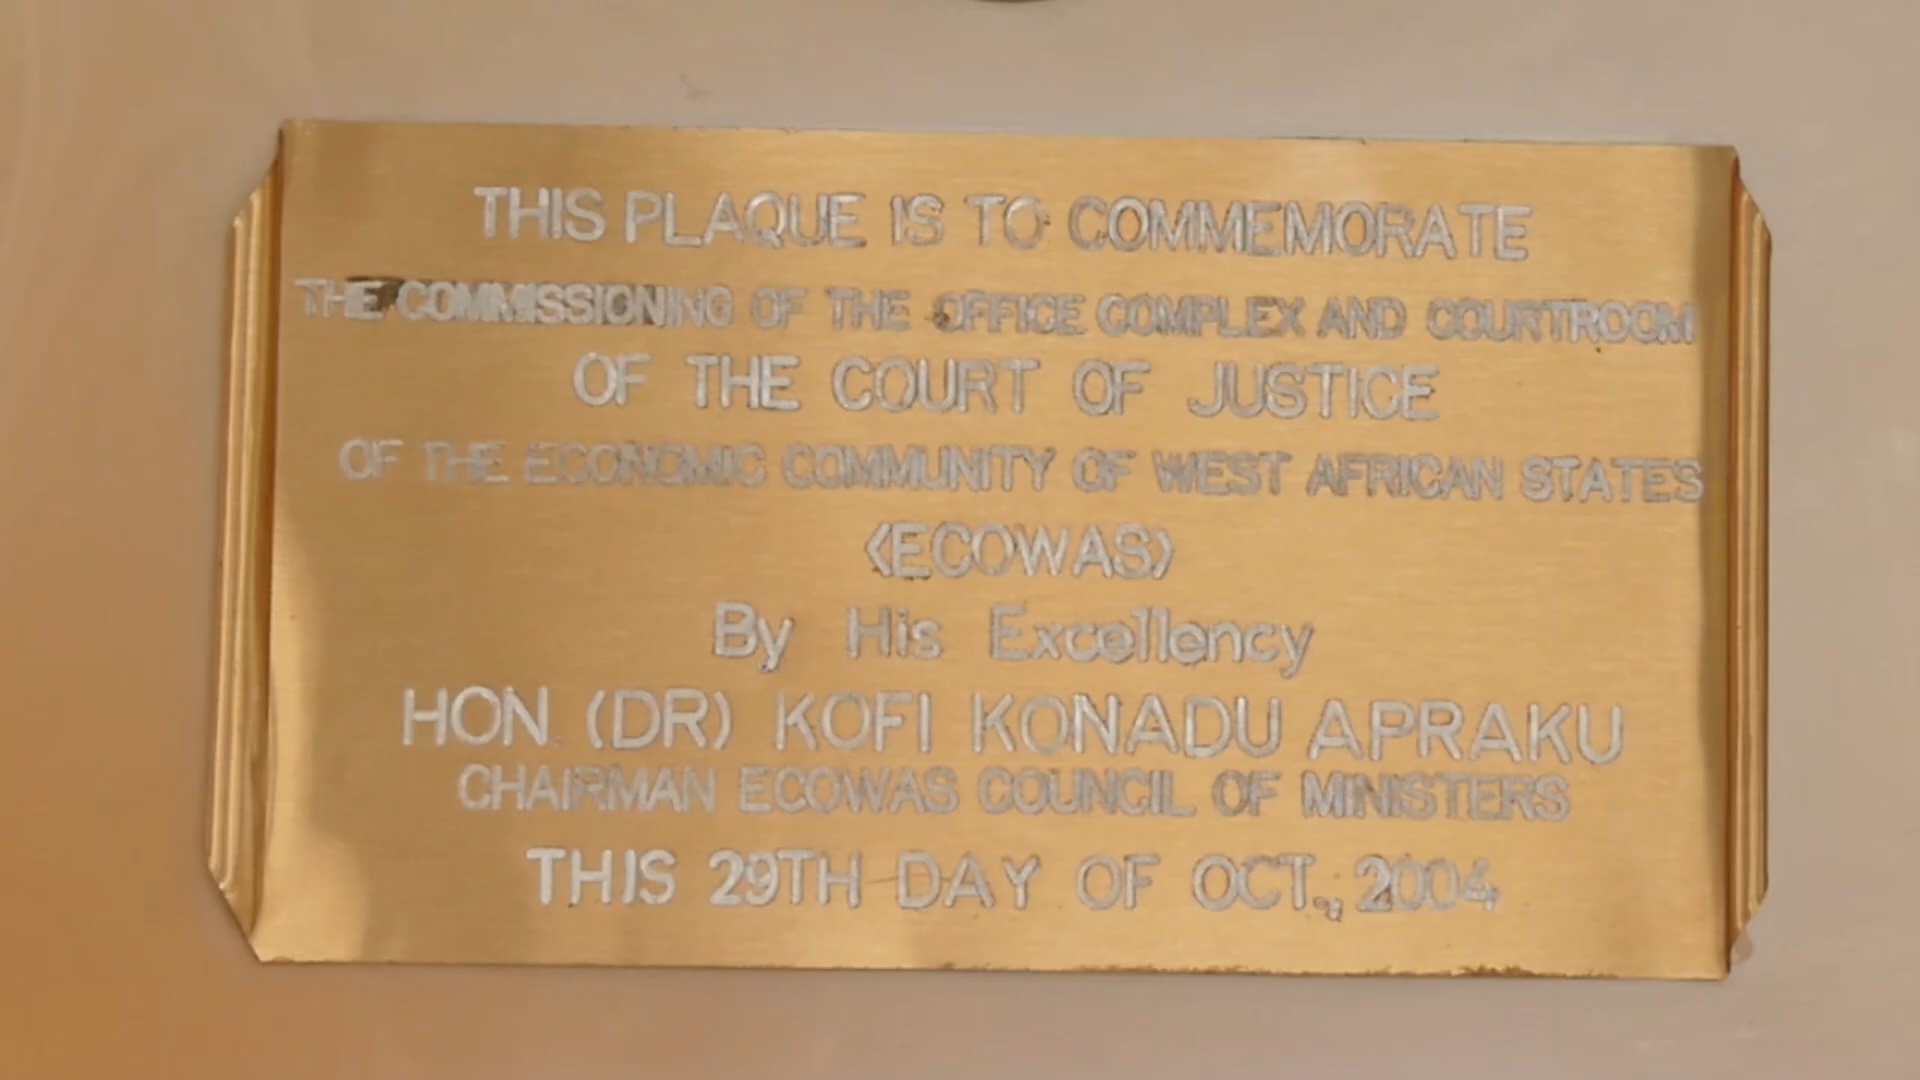 THIS PLAQUE IS TO COMMEMORATE
THE COMMISSIONING OF THE OFFICE COMPLEX AND COURTROOM
OF THE COURT OF JUSTICE
OF THE ECONOMIC COMMUNITY OF WEST AFRICAN STATES
<ECOWAS>
By His Excellency
HON. (DR) KOFI KONADU APRAKU
CHAIRMAN ECOWAS COUNCIL OF MINISTERS
THIS 29TH DAY OF OCT., 2004